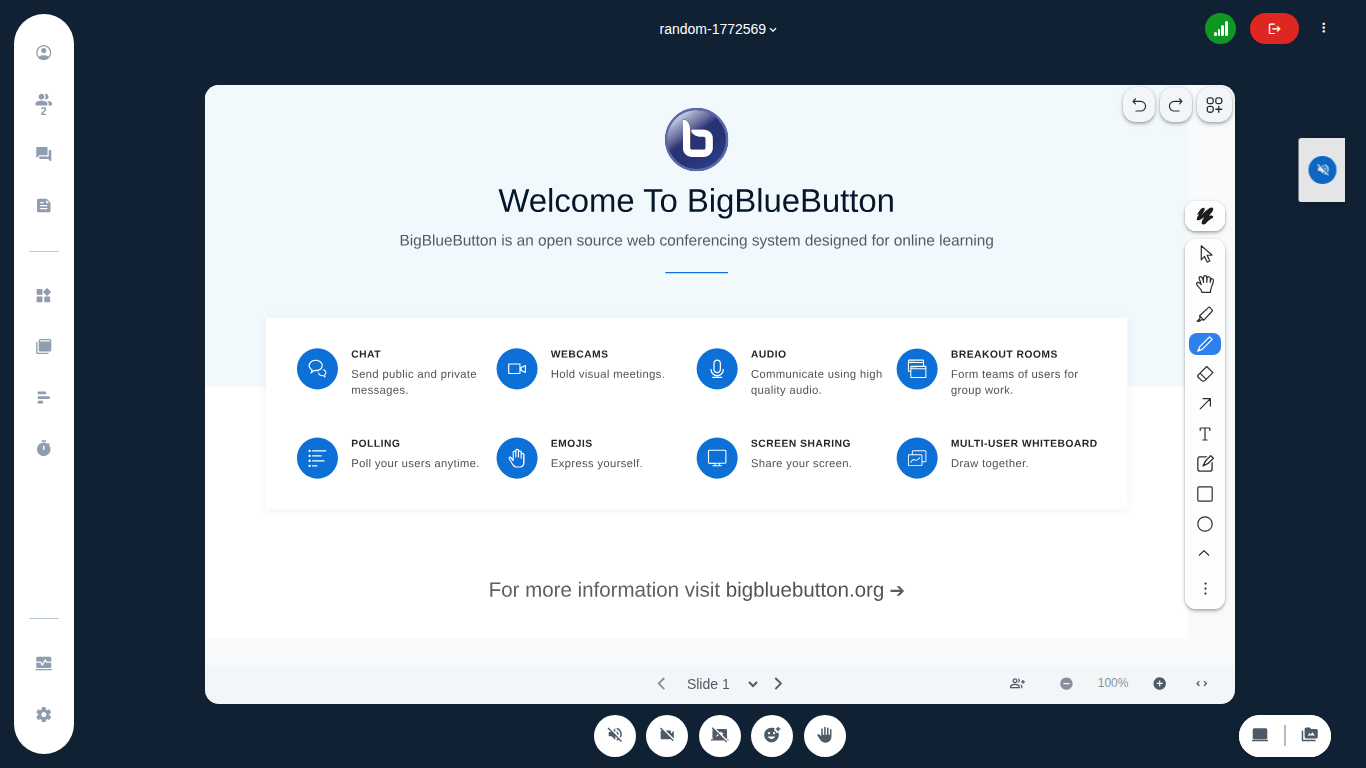 random-1772569
2
Welcome To BigBlueButton
BigBlueButton is an open source web conferencing system designed for online learning
CHAT
Send public and private
messages.
WEBCAMS
Hold visual meetings.
AUDIO
Communicate using high
quality audio.
BREAKOUT ROOMS
Form teams of users for
group work.
POLLING
Poll your users anytime.
EMOJIS
Express yourself.
SCREEN SHARING
Share your screen.
MULTI-USER WHITEBOARD
Draw together.
For more information visit bigbluebutton.org ➔
Slide 1
100%